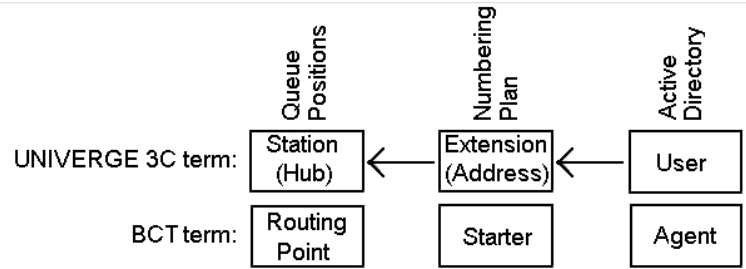 Queue
Positions
Numbering
Plan
Active
Directory
UNIVERGE 3C term:
Station
(Hub)
Extension
(Address)
User
BCT term:
Routing
Point
Starter
Agent